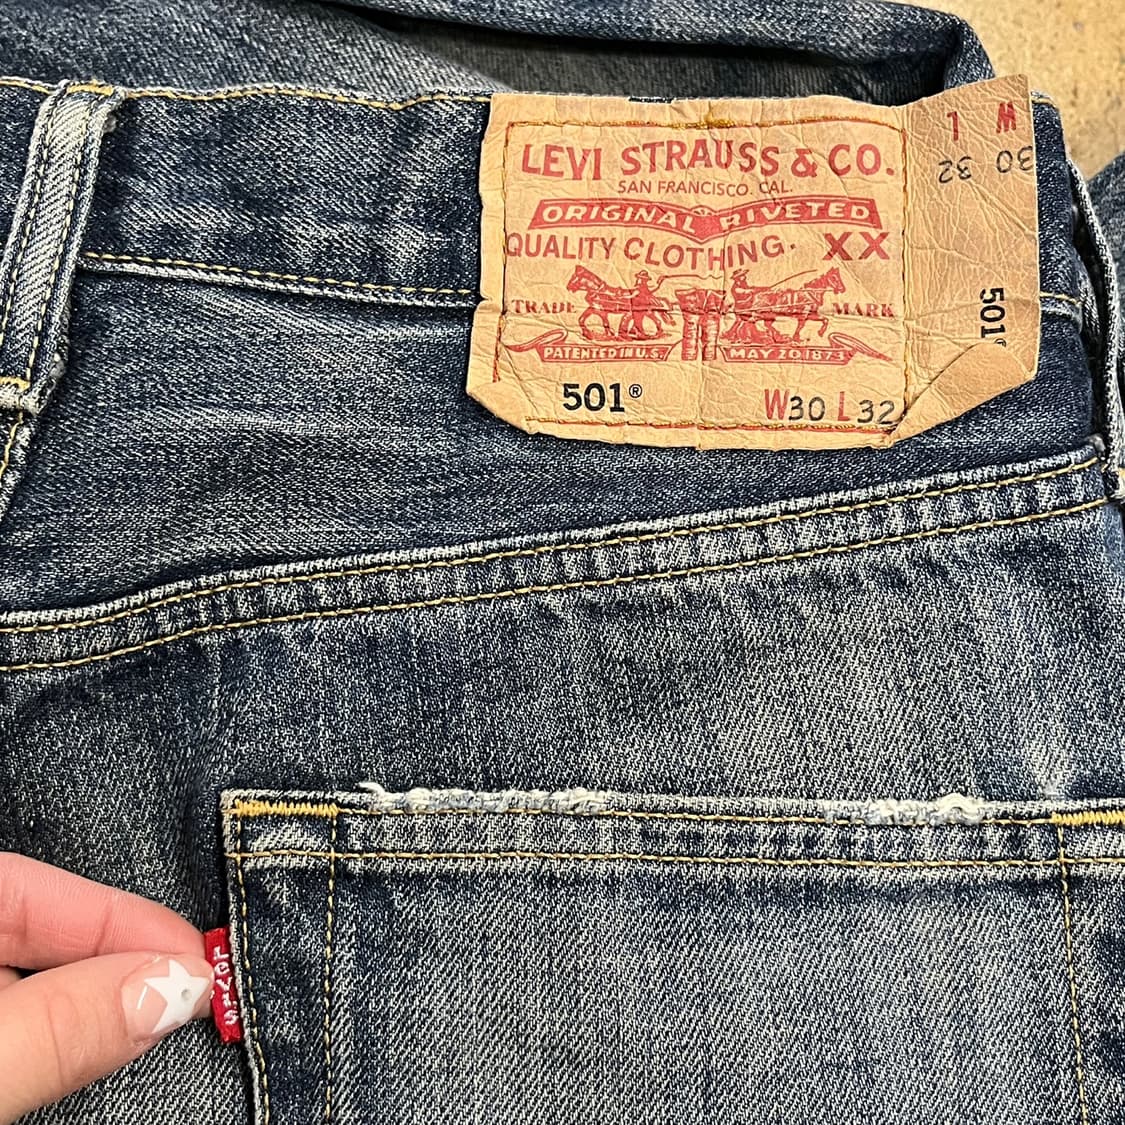 LEVI STRAUSS & CO.
SAN FRANCISCO. CAL.
ORIGINAL RIVETED
QUALITY CLOTHING. XX
TRADE MARK
PATENTED IN U.S. MAY 20 1873
501® W30 L32
W L
30 32
501®
Levi's